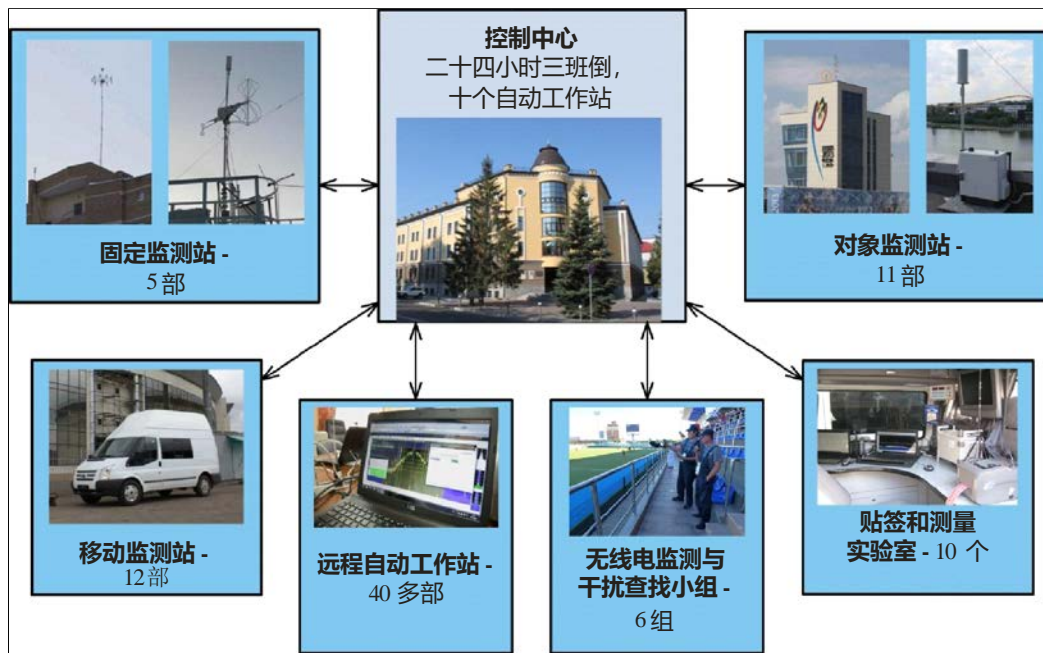 控制中心
二十四小时三班倒，
十个自动工作站
固定监测站 -
5 部
对象监测站 -
11 部
移动监测站 -
12 部
远程自动工作站 -
40 多部
无线电监测与
干扰查找小组 -
6 组
贴签和测量
实验室 - 10 个